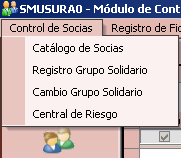 SMUSURA0 - Módulo de Cont
Control de Socias Registro de Fic
Catálogo de Socias
Registro Grupo Solidario
Cambio Grupo Solidario
Central de Riesgo